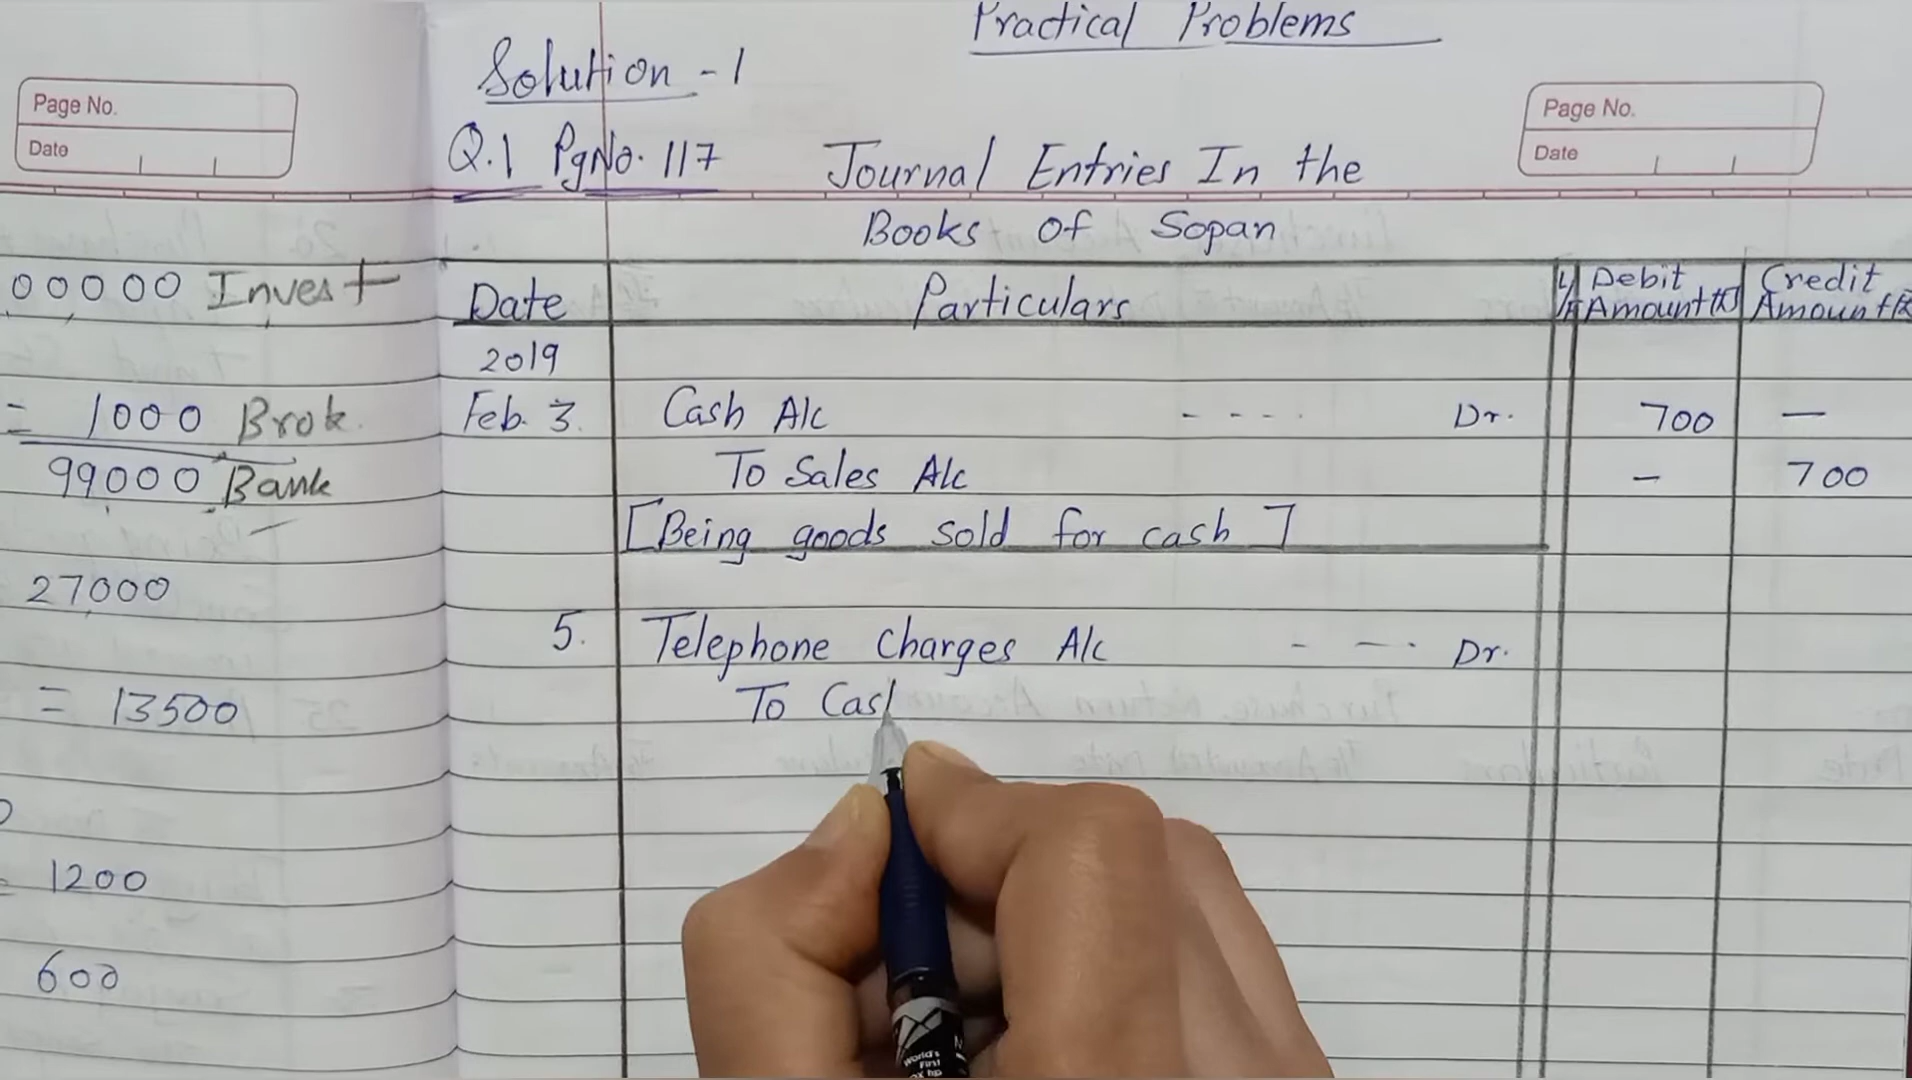 Practical Problems
Solution - 1
Page No.
Date
Page No.
Date
Q.1 PgNo. 117 Journal Entries In the
Books of Sopan
00000 Invest
= 1000 Brok.
99000 Bank
27000
= 13500
1200
600
Date Particulars L/F Debit Amount (₹) Credit Amount (₹
2019
Feb. 3. Cash A/c - - - - Dr. 700 —
To Sales A/c – 700
[Being goods sold for cash]
5. Telephone Charges A/c - - - - Dr.
To Cas
World's
First